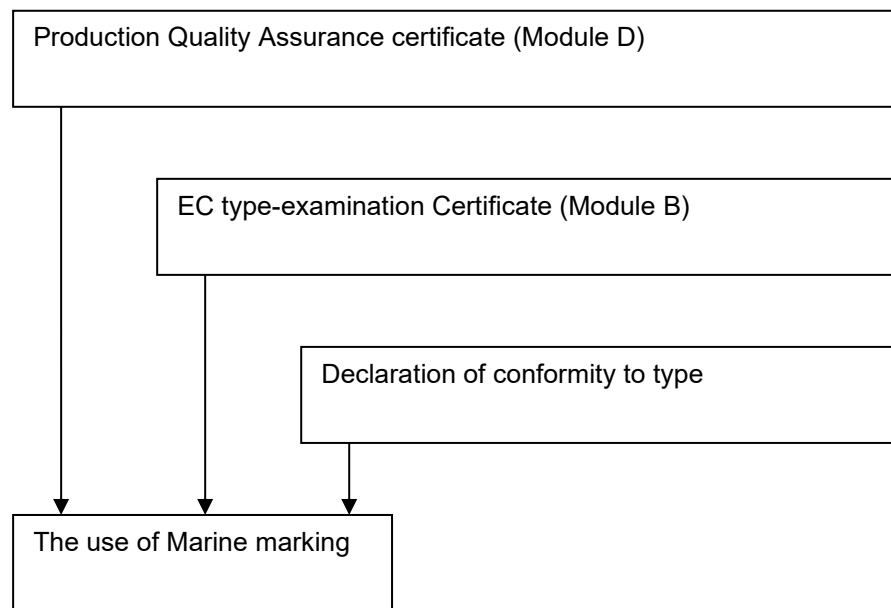 Production Quality Assurance certificate (Module D)
EC type-examination Certificate (Module B)
Declaration of conformity to type
The use of Marine marking